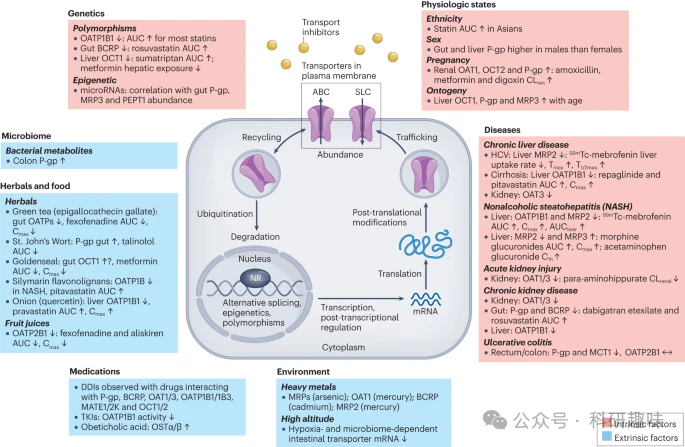 Genetics
Polymorphisms
• OATP1B1 ↓: AUC ↑ for most statins
• Gut BCRP ↓: rosuvastatin AUC ↑
• Liver OCT1 ↓: sumatriptan AUC ↑;
metformin hepatic exposure ↓
Epigenetic
• microRNAs: correlation with gut P-gp,
MRP3 and PEPT1 abundance
Microbiome
Bacterial metabolites
• Colon P-gp ↑
Herbals and food
Herbals
• Green tea (epigallocathechin gallate):
gut OATPs ↓, fexofenadine AUC ↓,
Cmax ↓
• St. John's Wort: P-gp gut ↑, talinolol
AUC ↓
• Goldenseal: gut OCT1 ↑?, metformin
AUC ↓, Cmax ↓
• Silymarin flavonolignans: OATP1B ↓
in NASH, pitavastatin AUC ↑
• Onion (quercetin): liver OATP1B1 ↓,
pravastatin AUC ↑, Cmax ↑
Fruit juices
• OATP2B1 ↓: fexofenadine and aliskiren
AUC ↓, Cmax ↓
Transport
inhibitors
Transporters in
plasma membrane
ABC
SLC
Abundance
Recycling
Trafficking
Ubiquitination
Degradation
Post-translational
modifications
Translation
mRNA
Nucleus
NR
Alternative splicing,
epigenetics,
polymorphisms
Transcription,
post-transcriptional
regulation
Cytoplasm
Physiologic states
Ethnicity
• Statin AUC ↑ in Asians
Sex
• Gut and liver P-gp higher in males than females
Pregnancy
• Renal OAT1, OCT2 and P-gp ↑: amoxicillin,
metformin and digoxin CLsec ↑
Ontogeny
• Liver OCT1, P-gp and MRP3 ↑ with age
Diseases
Chronic liver disease
• HCV: Liver MRP2 ↓: 99mTc-mebrofenin liver
uptake rate ↓, Tmax ↑, T1/2max ↑
• Cirrhosis: Liver OATP1B1 ↓: repaglinide and
pitavastatin AUC ↑, Cmax ↑
• Kidney: OAT3 ↓
Nonalcoholic steatohepatitis (NASH)
• Liver: OATP1B1 and MRP2 ↓: 99mTc-mebrofenin
AUC ↑, Cmax ↑, AUCliver ↑
• Liver: MRP2 ↓ and MRP3 ↑: morphine
glucuronides AUC ↑, Cmax ↑; acetaminophen
glucuronide C1h ↑
Acute kidney injury
• Kidney: OAT1/3 ↓: para-aminohippurate CLrenal ↓
Chronic kidney disease
• Kidney: OAT1/3 ↓
• Gut: P-gp and BCRP ↓: dabigatran etexilate and
rosuvastatin AUC ↑
• Liver: OATP1B1 ↓
Ulcerative colitis
• Rectum/colon: P-gp and MCT1 ↓, OATP2B1 ↔
Medications
• DDIs observed with drugs interacting
with P-gp, BCRP, OAT1/3, OATP1B1/1B3,
MATE1/2K and OCT1/2
• TKIs: OATP1B1 activity ↓
• Obeticholic acid: OSTα/β ↑
Environment
Heavy metals
• MRPs (arsenic); OAT1 (mercury); BCRP
(cadmium); MRP2 (mercury)
High altitude
• Hypoxia- and microbiome-dependent
intestinal transporter mRNA ↓
Intrinsic factors
Extrinsic factors
公众号 · 科研趣味